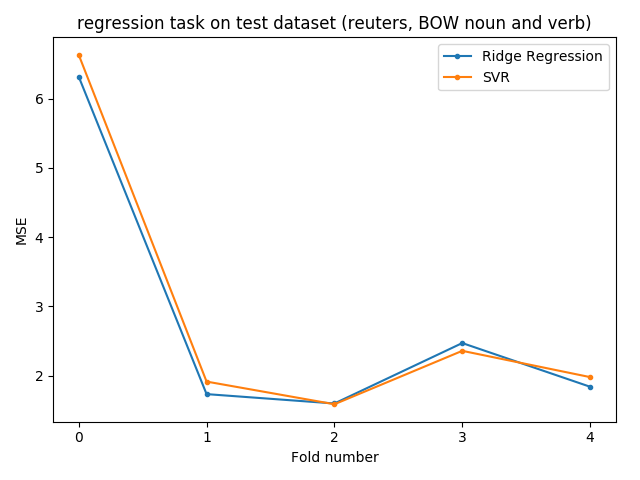 regression task on test dataset (reuters, BOW noun and verb)
Ridge Regression
SVR
6
5
4
3
2
MSE
0 1 2 3 4
Fold number